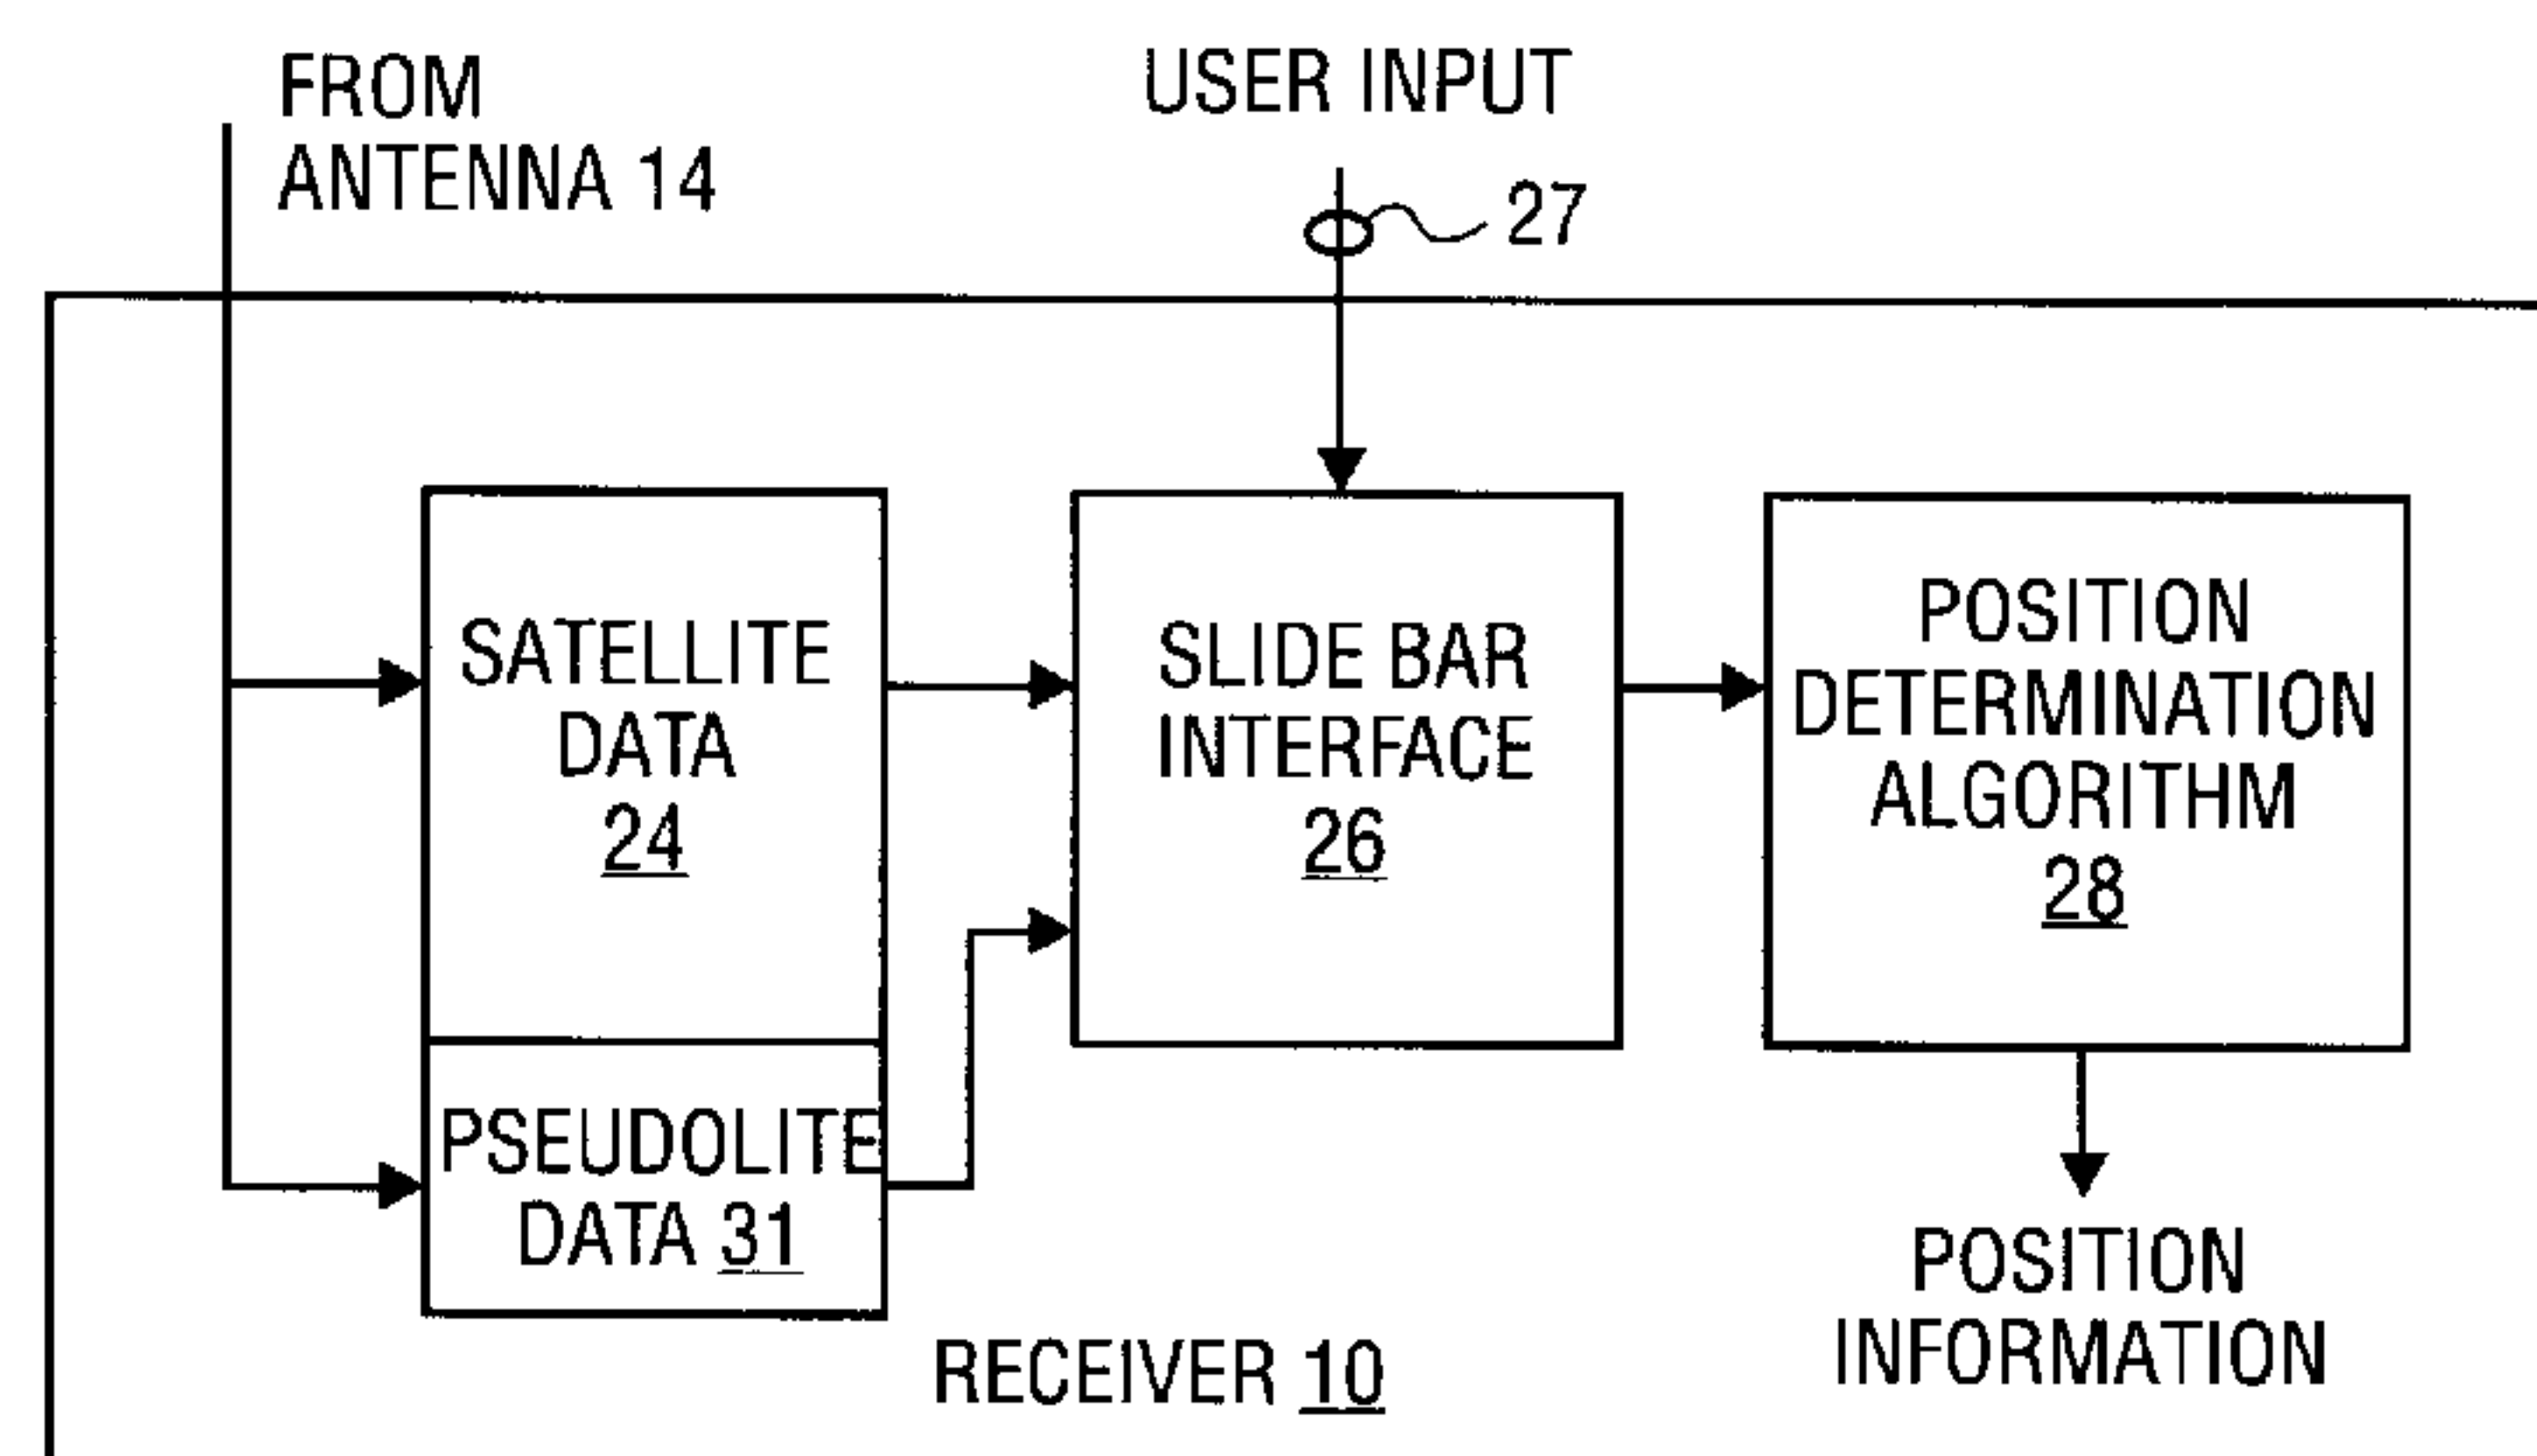 FROM
ANTENNA 14
USER INPUT
27
SATELLITE
DATA
24
SLIDE BAR
INTERFACE
26
POSITION
DETERMINATION
ALGORITHM
28
PSEUDOLITE
DATA 31
POSITION
INFORMATION
RECEIVER 10